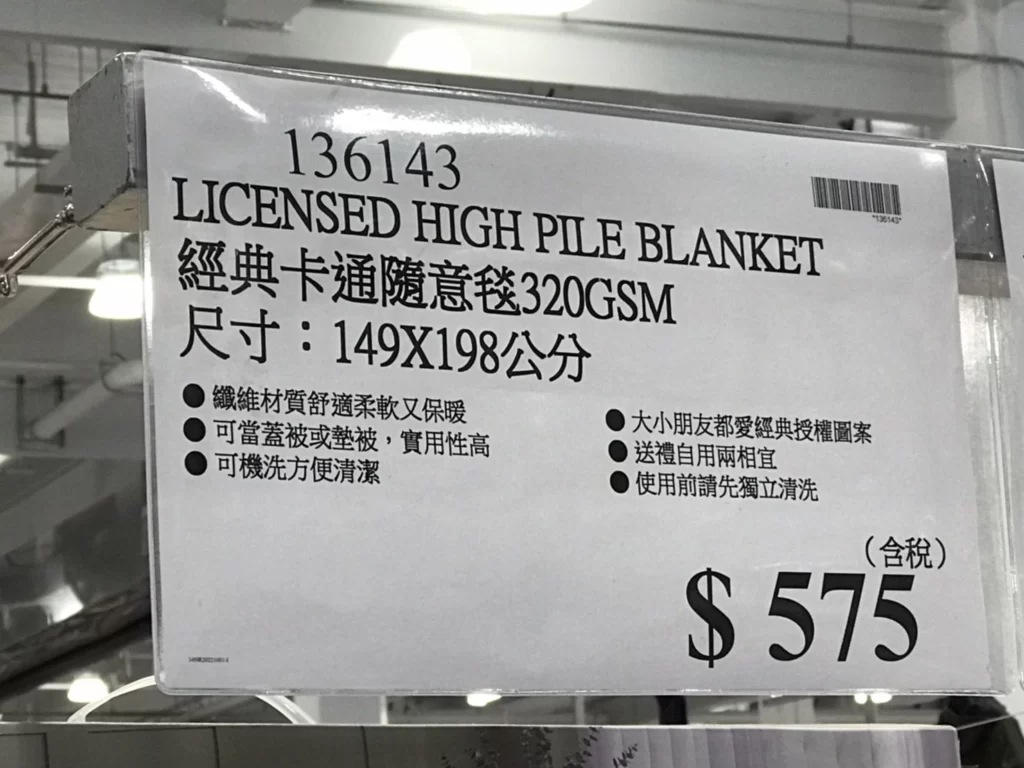 136143
*136143*
LICENSED HIGH PILE BLANKET
經典卡通隨意毯320GSM
尺寸：149X198公分
●纖維材質舒適柔軟又保暖
●可當蓋被或墊被，實用性高
●可機洗方便清潔
●大小朋友都愛經典授權圖案
●送禮自用兩相宜
●使用前請先獨立清洗
（含稅）
$ 575